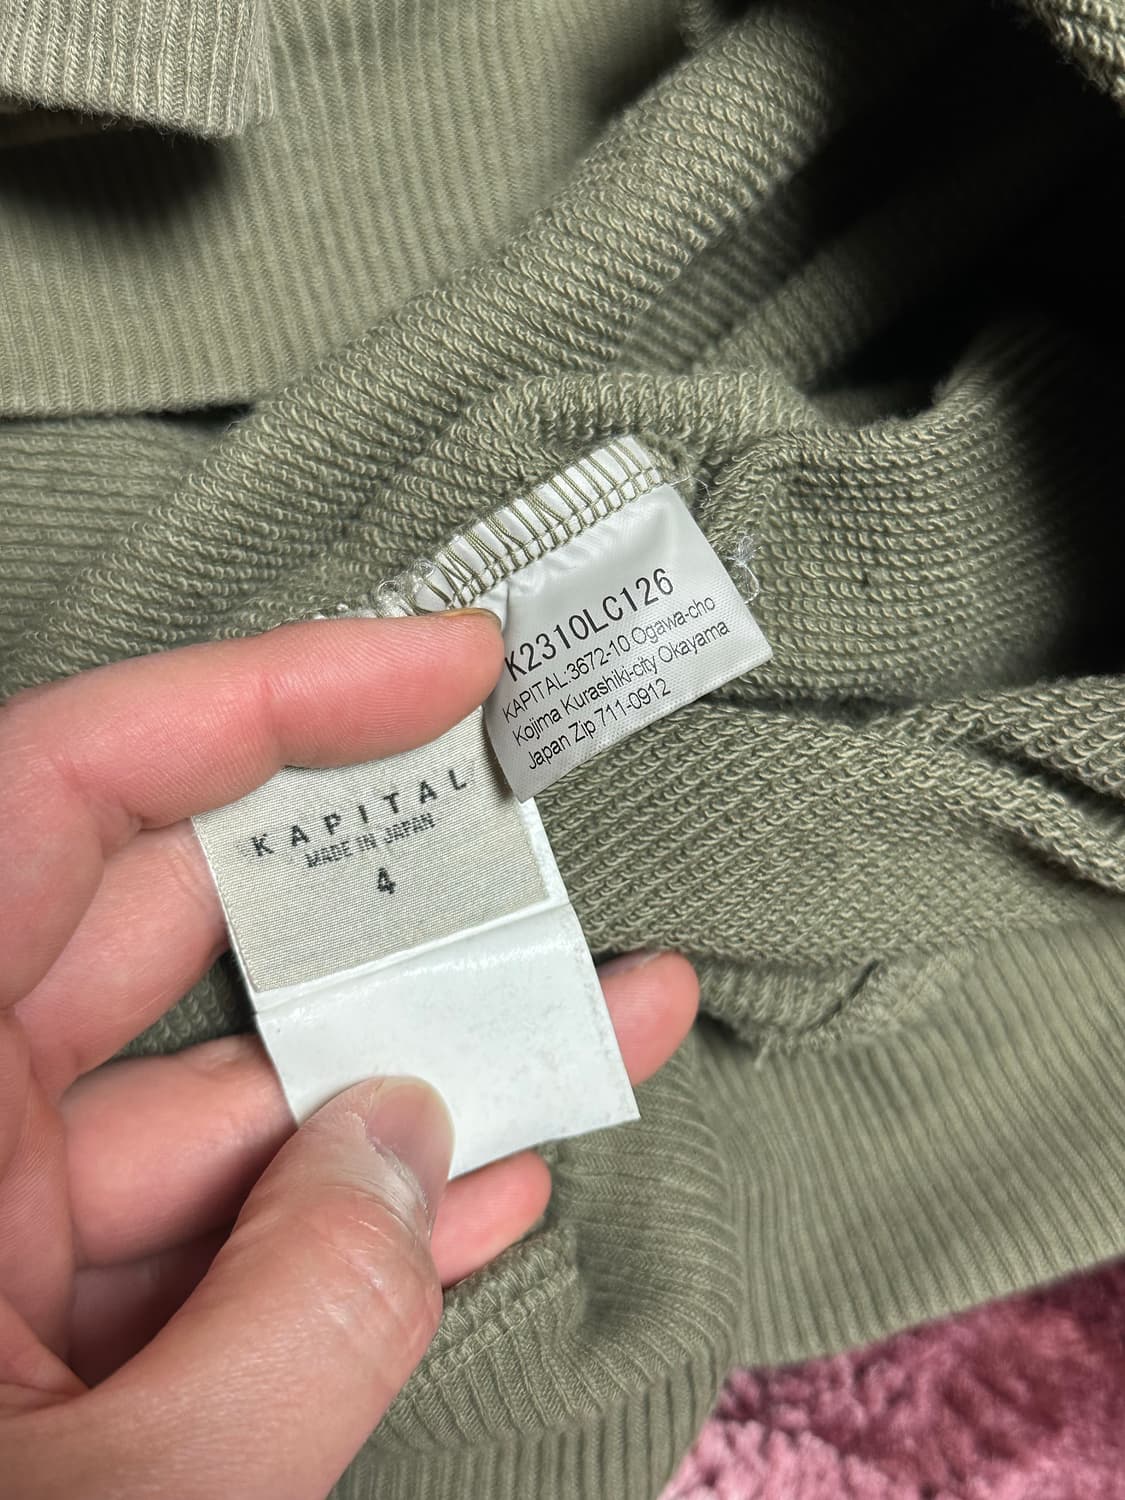 K2310LC126
KAPITAL:3672-10 Ogawa-cho
Kojima Kurashiki-city Okayama
Japan Zip 711-0912
KAPITAL
MADE IN JAPAN
4